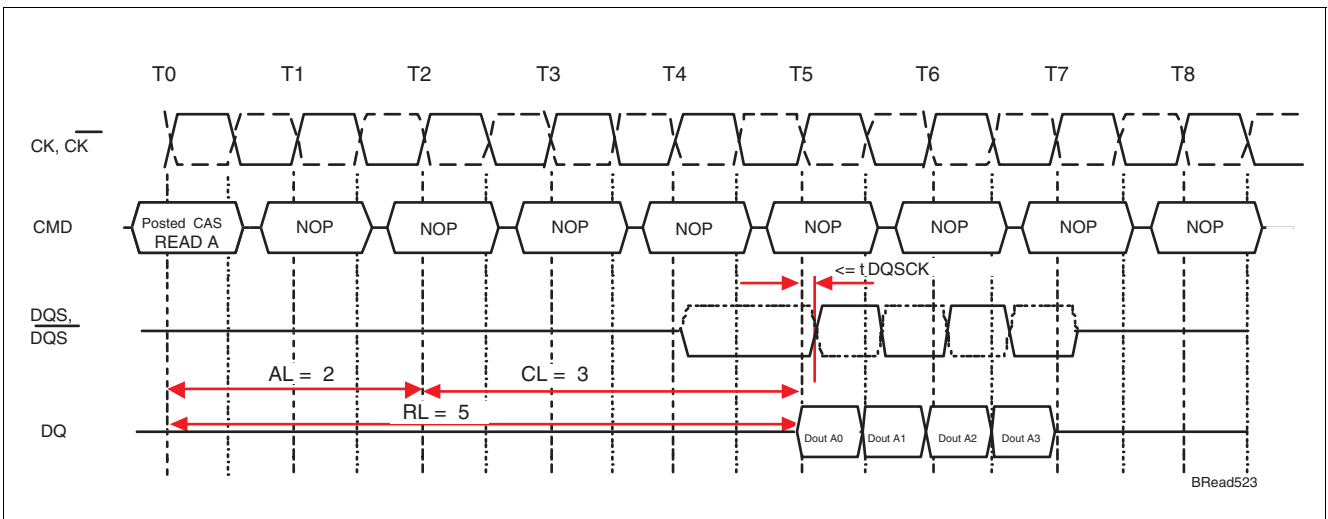 T0 T1 T2 T3 T4 T5 T6 T7 T8
CK, CK
CMD
Posted CAS
READ A
NOP NOP NOP NOP NOP NOP NOP NOP
<= t DQSCK
DQS,
DQS
AL = 2 CL = 3
RL = 5
DQ
Dout A0 Dout A1 Dout A2 Dout A3
BRead523